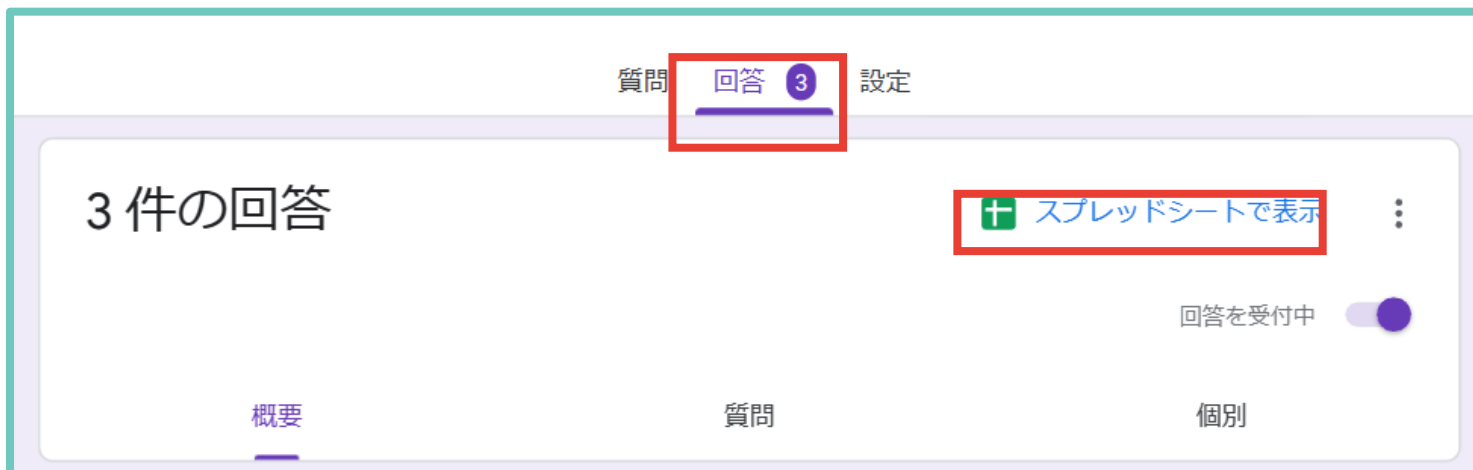 質問 回答 3 設定
3 件の回答
スプレッドシートで表示
回答を受付中
概要 質問 個別